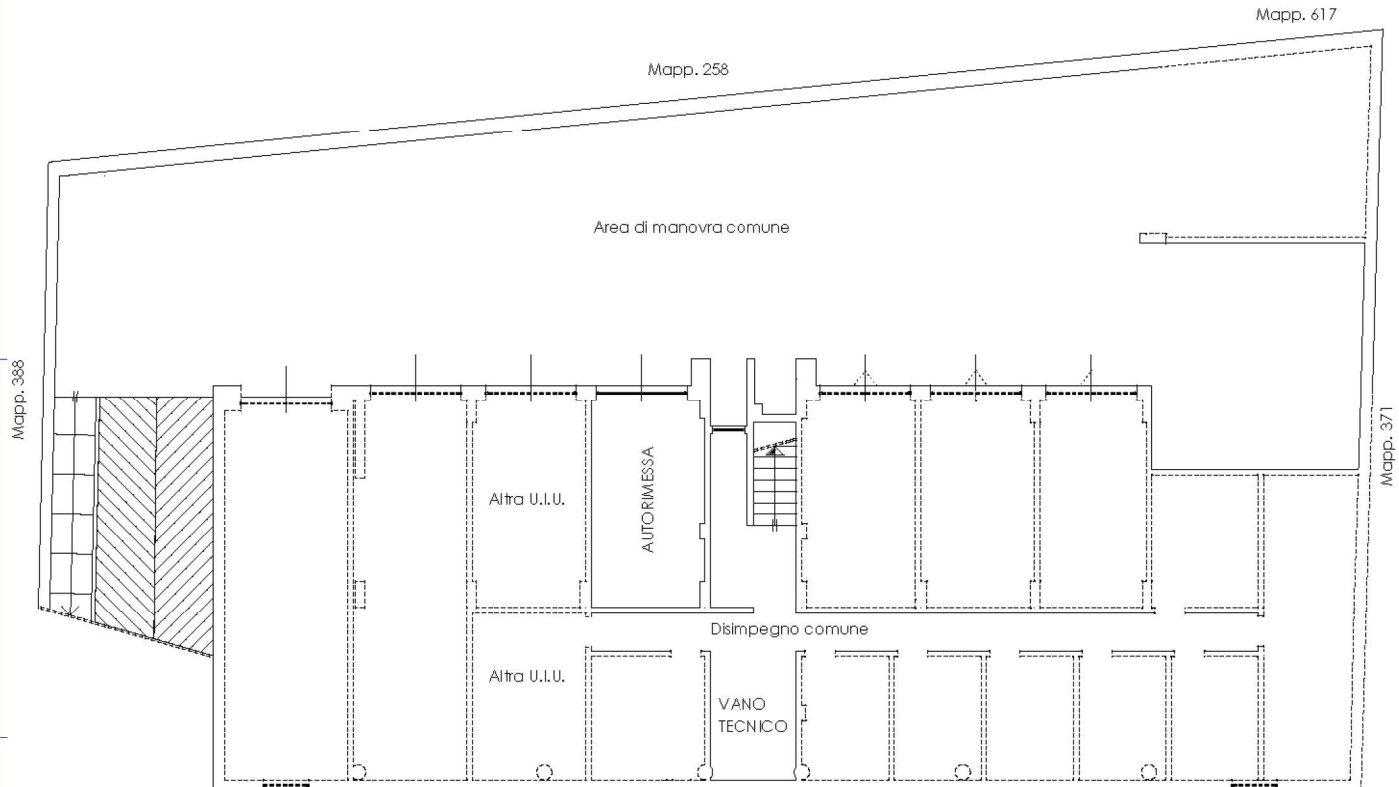 Mapp. 617
Mapp. 258
Area di manovra comune
Mapp. 388
Mapp. 371
Altra U.I.U.
AUTORIMESSA
Disimpegno comune
Altra U.I.U.
VANO
TECNICO